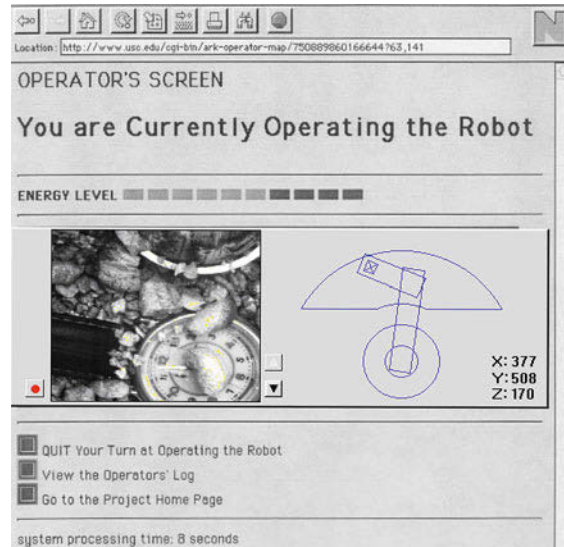 N
Location: http://www.usc.edu/cgi-bin/ark-operator-map/750889860166644?63,141
OPERATOR'S SCREEN
You are Currently Operating the Robot
ENERGY LEVEL
X: 377
Y: 508
Z: 170
QUIT Your Turn at Operating the Robot
View the Operators' Log
Go to the Project Home Page
system processing time: 8 seconds